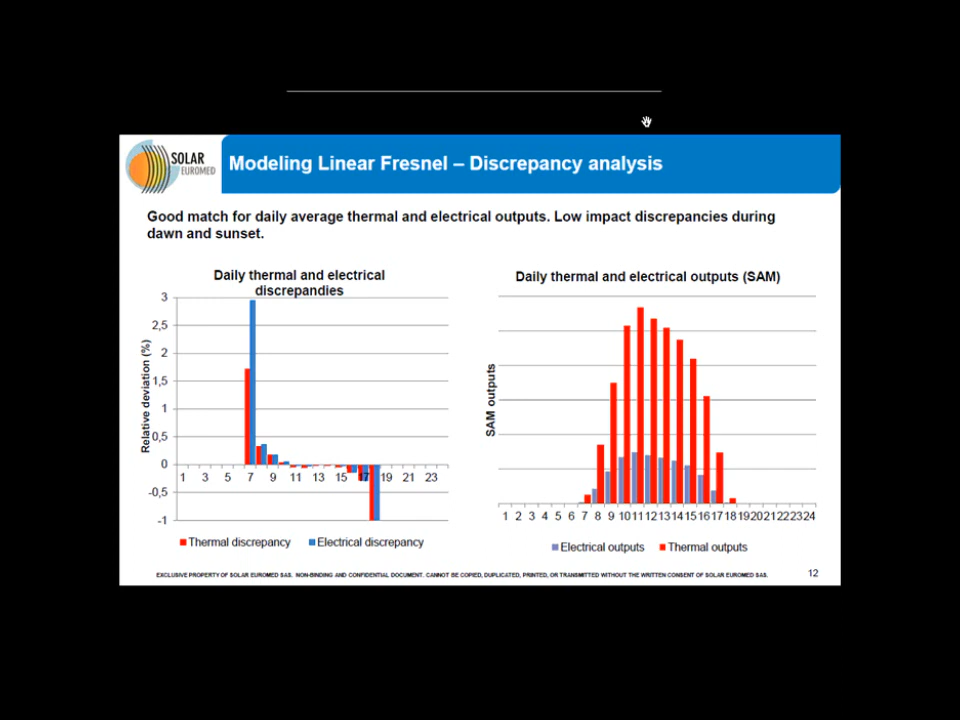 SOLAR
EUROMED
Modeling Linear Fresnel – Discrepancy analysis
Good match for daily average thermal and electrical outputs. Low impact discrepancies during
dawn and sunset.
Daily thermal and electrical
discrepandies
Relative deviation (%)
3
2,5
2
1,5
1
0,5
0
-0,5
-1
1 3 5 7 9 11 13 15 17 19 21 23
Thermal discrepancy Electrical discrepancy
Daily thermal and electrical outputs (SAM)
SAM outputs
1 2 3 4 5 6 7 8 9 10 11 12 13 14 15 16 17 18 19 20 21 22 23 24
Electrical outputs Thermal outputs
EXCLUSIVE PROPERTY OF SOLAR EUROMED SAS. NON-BINDING AND CONFIDENTIAL DOCUMENT. CANNOT BE COPIED, DUPLICATED, PRINTED, OR TRANSMITTED WITHOUT THE WRITTEN CONSENT OF SOLAR EUROMED SAS.
12